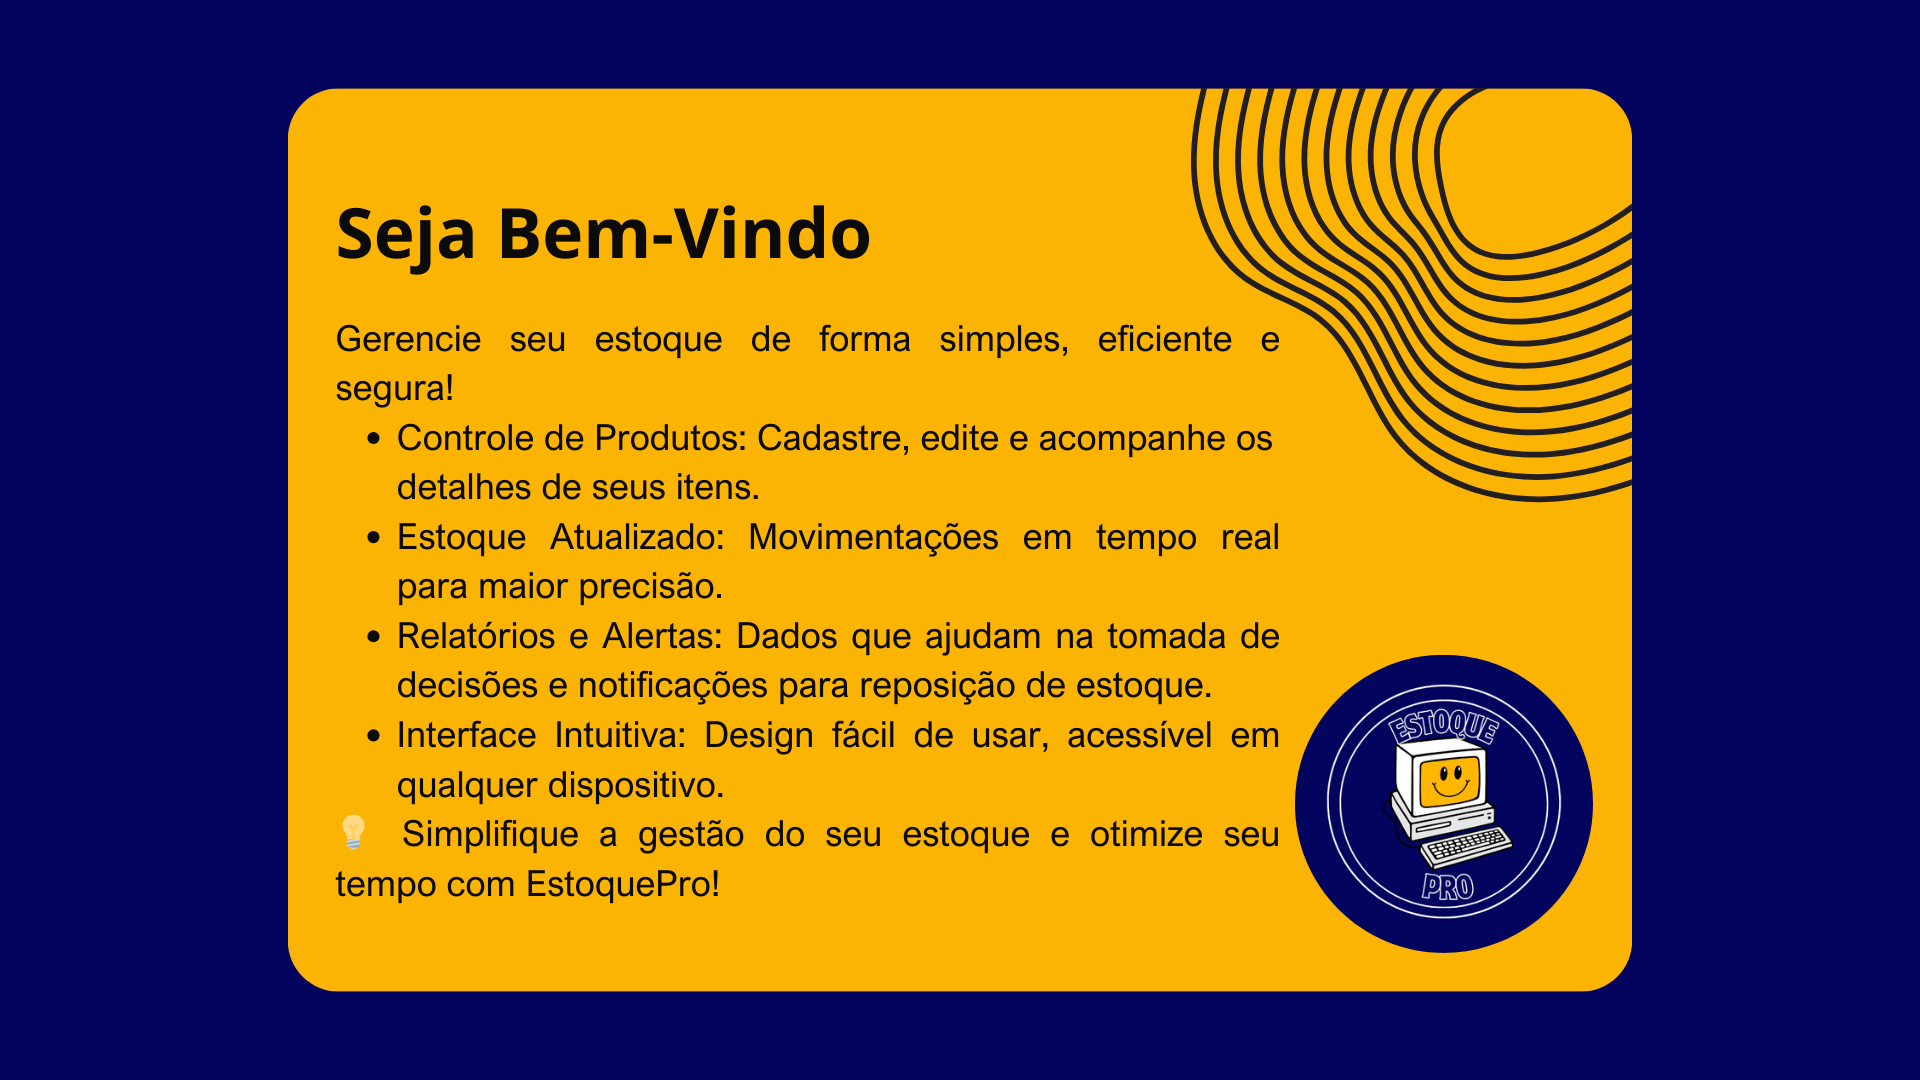 Seja Bem-Vindo
Gerencie seu estoque de forma simples, eficiente e
segura!
• Controle de Produtos: Cadastre, edite e acompanhe os
detalhes de seus itens.
• Estoque Atualizado: Movimentações em tempo real
para maior precisão.
• Relatórios e Alertas: Dados que ajudam na tomada de
decisões e notificações para reposição de estoque.
• Interface Intuitiva: Design fácil de usar, acessível em
qualquer dispositivo.
💡 Simplifique a gestão do seu estoque e otimize seu
tempo com EstoquePro!
ESTOQUE
PRO